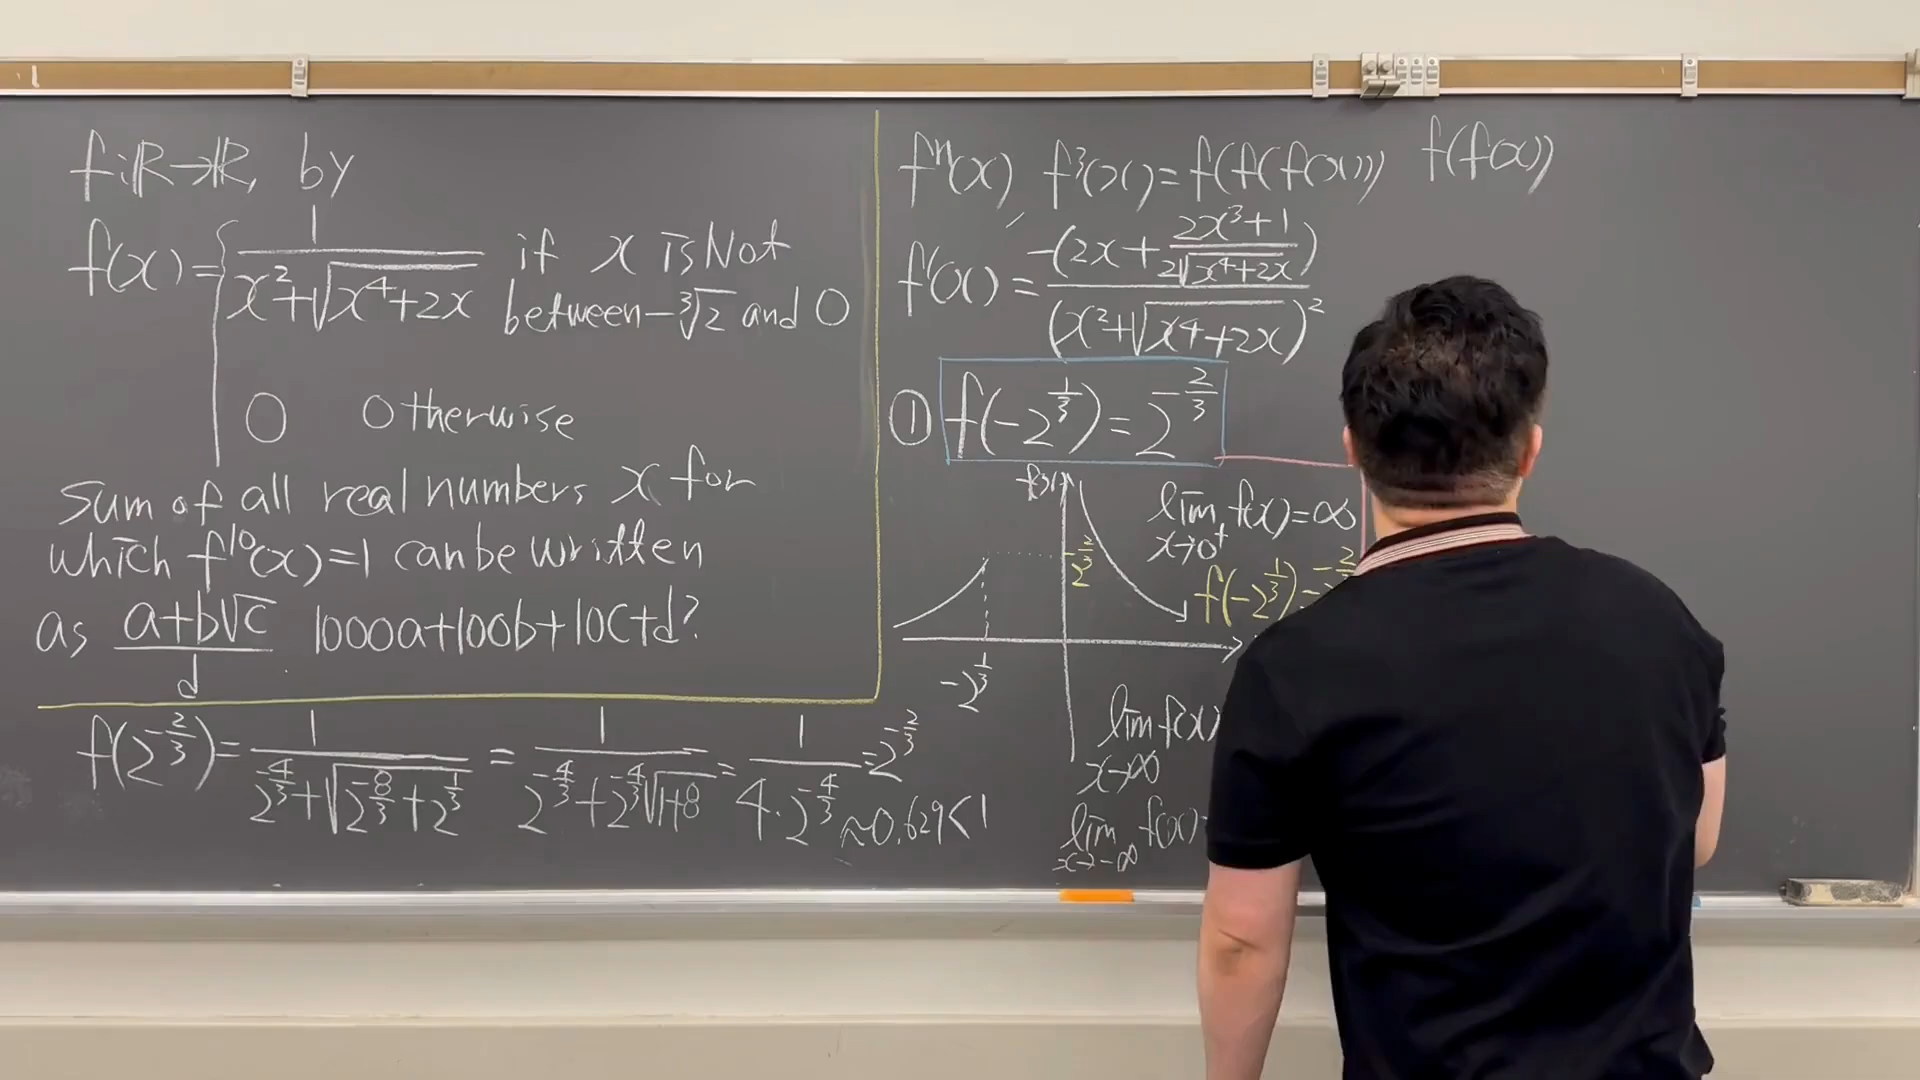 f:ℝ→ℝ, by
f(x) = { 1/(x²+√(x⁴+2x)) if x is Not between -∛2 and 0
0 Otherwise
Sum of all real numbers x for
which f¹⁰(x)=1 can be written
as (a+b√c)/d 1000a+100b+10c+d?
f(2^(-2/3)) = 1/(2^(-4/3)+√(2^(-8/3)+2^(1/3))) = 1/(2^(-4/3)+2^(-4/3)√(1+8)) = 1/(4·2^(-4/3)) = 2^(-2/3)
≈0.629<1
fⁿ(x), f³(x)=f(f(f(x))) f(f(x))
f'(x) = -(2x+(2x³+1)/(2√(x⁴+2x)))/(x²+√(x⁴+2x))²
① f(-2^(1/3)) = 2^(-2/3)
f(x)
lim x→0⁺ f(x)=∞
2^(-2/3)
f(-2^(1/3))=
-2^(1/3)
lim x→∞ f(x)
lim x→-∞ f(x)